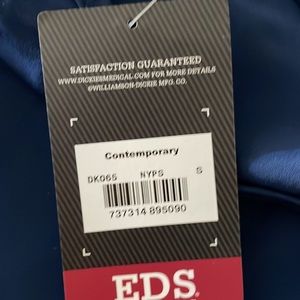 SATISFACTION GUARANTEED
WWW.DICKIESMEDICAL.COM FOR MORE DETAILS
©WILLIAMSON-DICKIE MFG. CO.
Contemporary
DK065 NYPS S
737314 895090
EDS